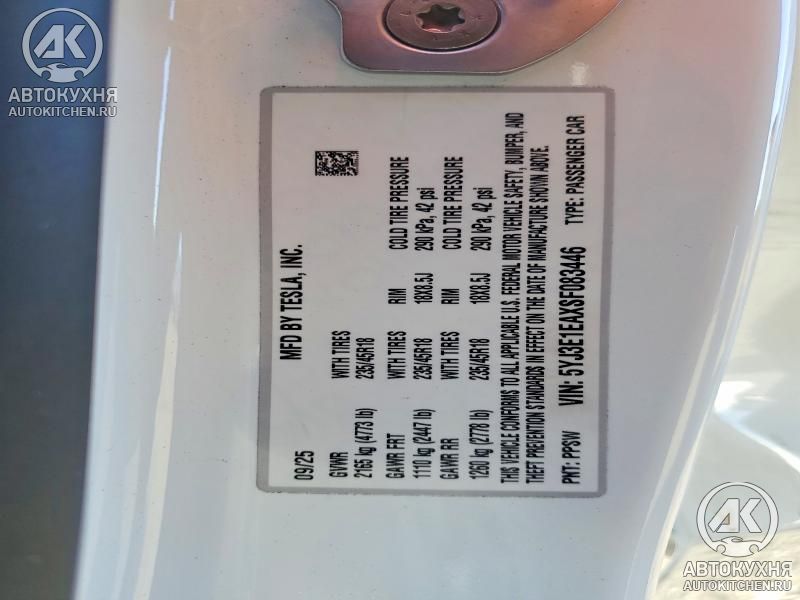 AK
АВТОКУХНЯ
AUTOKITCHEN.RU
MFD BY TESLA, INC.
09/25
GVWR WITH TIRES RIM COLD TIRE PRESSURE
2165 kg (4773 lb) 235/45R18 18X8.5J 290 kPa, 42 psi
GAWR FRT WITH TIRES RIM COLD TIRE PRESSURE
1110 kg (2447 lb) 235/45R18 18X8.5J 290 kPa, 42 psi
GAWR RR WITH TIRES
1260 kg (2778 lb) 235/45R18
THIS VEHICLE CONFORMS TO ALL APPLICABLE U.S. FEDERAL MOTOR VEHICLE SAFETY, BUMPER, AND
THEFT PREVENTION STANDARDS IN EFFECT ON THE DATE OF MANUFACTURE SHOWN ABOVE.
PNT: PPSW VIN: 5YJ3E1EAXSF083446 TYPE: PASSENGER CAR
AK
АВТОКУХНЯ
AUTOKITCHEN.RU